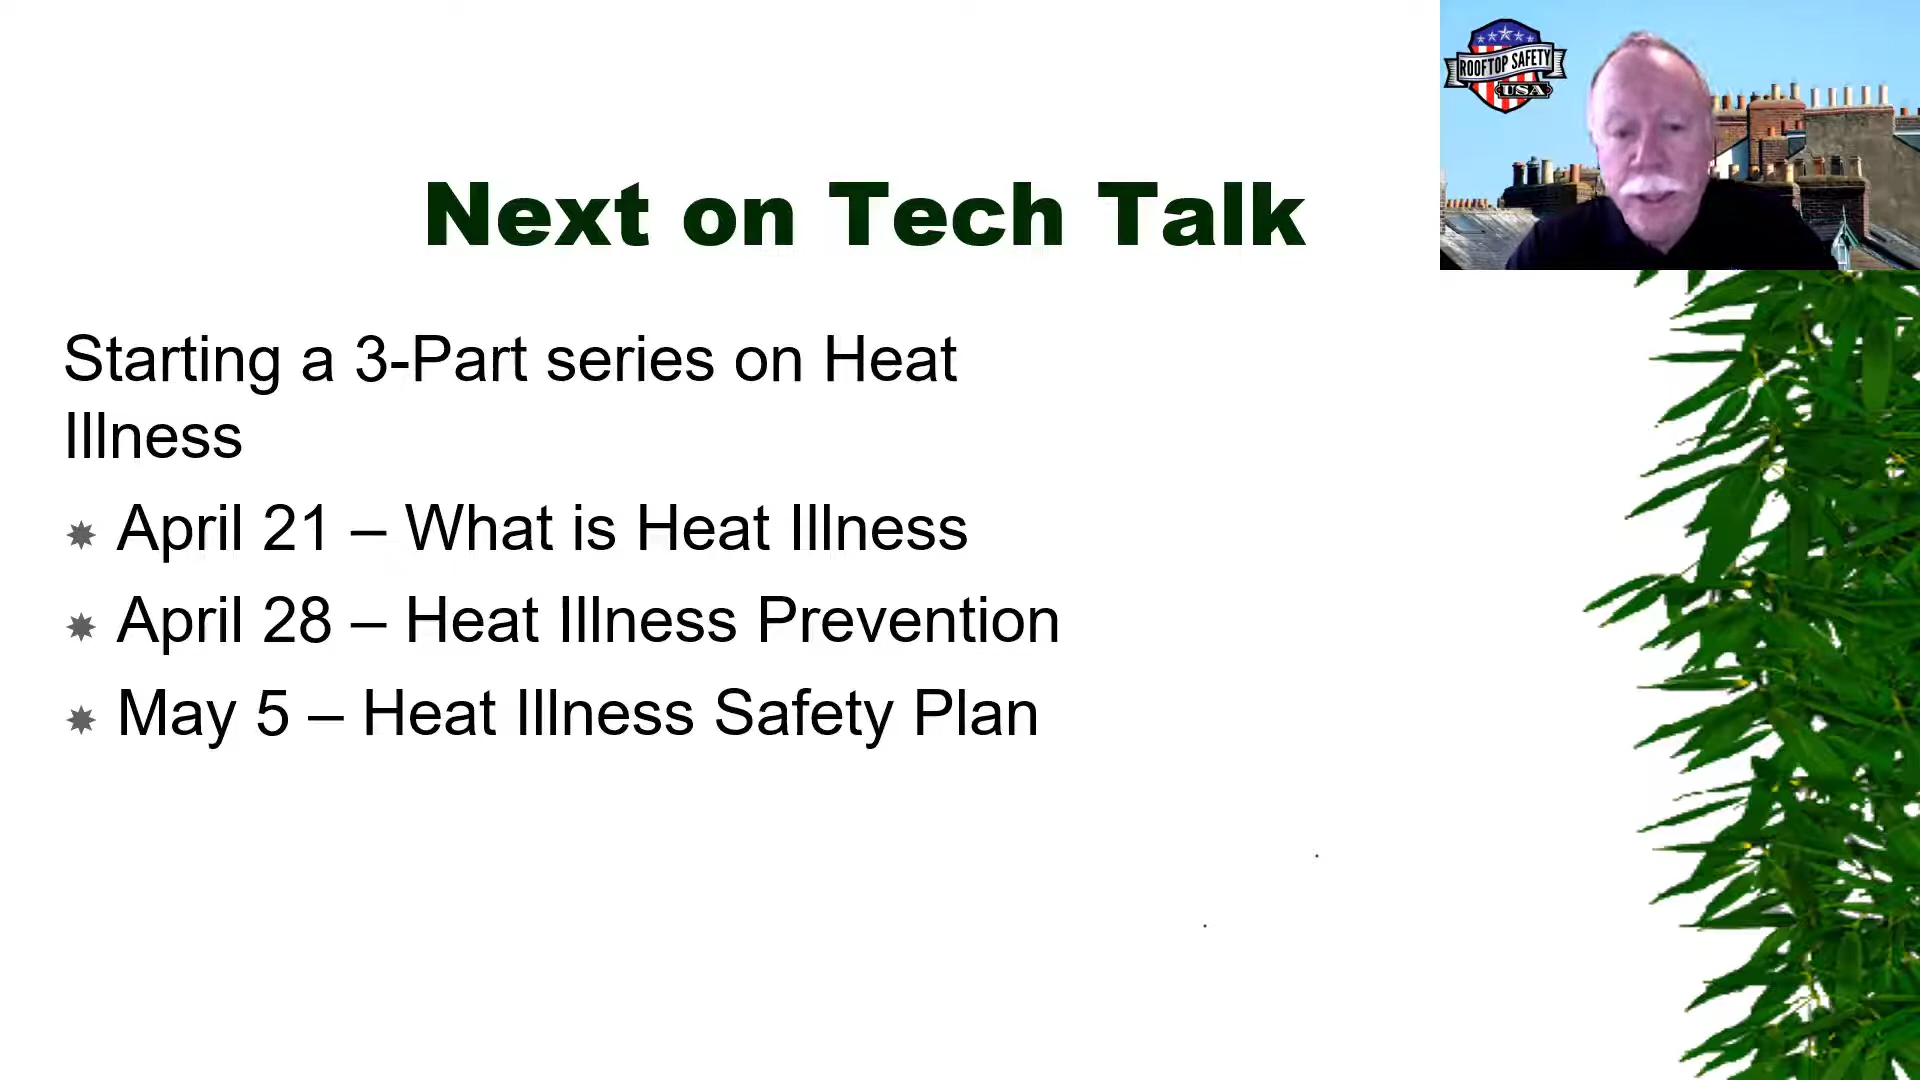 ROOFTOP SAFETY
USA
Next on Tech Talk
Starting a 3-Part series on Heat
Illness
April 21 – What is Heat Illness
April 28 – Heat Illness Prevention
May 5 – Heat Illness Safety Plan